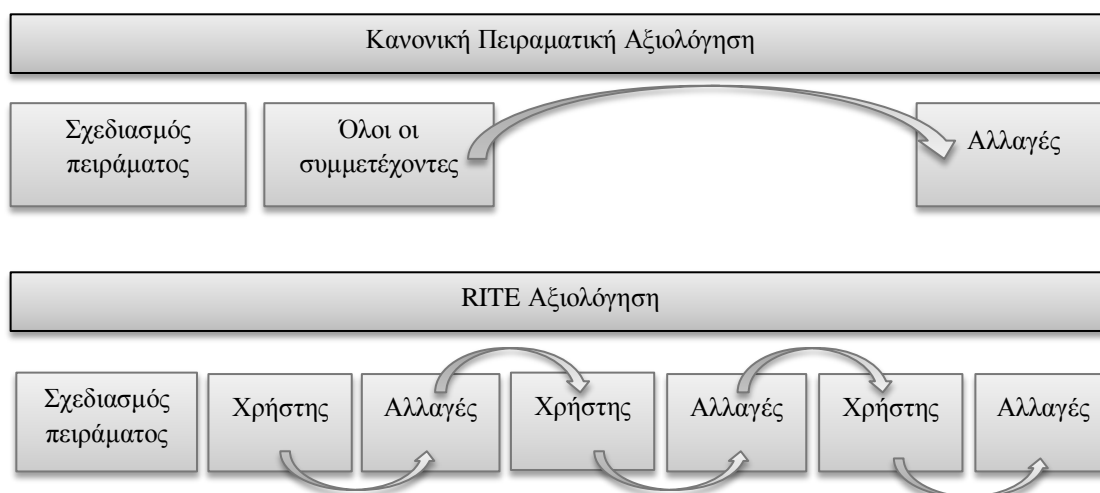 Κανονική Πειραματική Αξιολόγηση
Σχεδιασμός
πειράματος
Όλοι οι
συμμετέχοντες
Αλλαγές
RITE Αξιολόγηση
Σχεδιασμός
πειράματος
Χρήστης
Αλλαγές
Χρήστης
Αλλαγές
Χρήστης
Αλλαγές